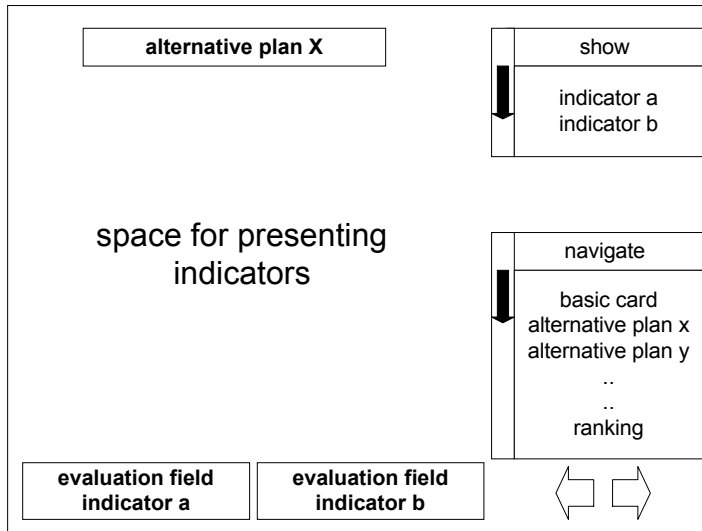 alternative plan X
show
indicator a
indicator b
space for presenting
indicators
navigate
basic card
alternative plan x
alternative plan y
..
..
ranking
evaluation field
indicator a
evaluation field
indicator b